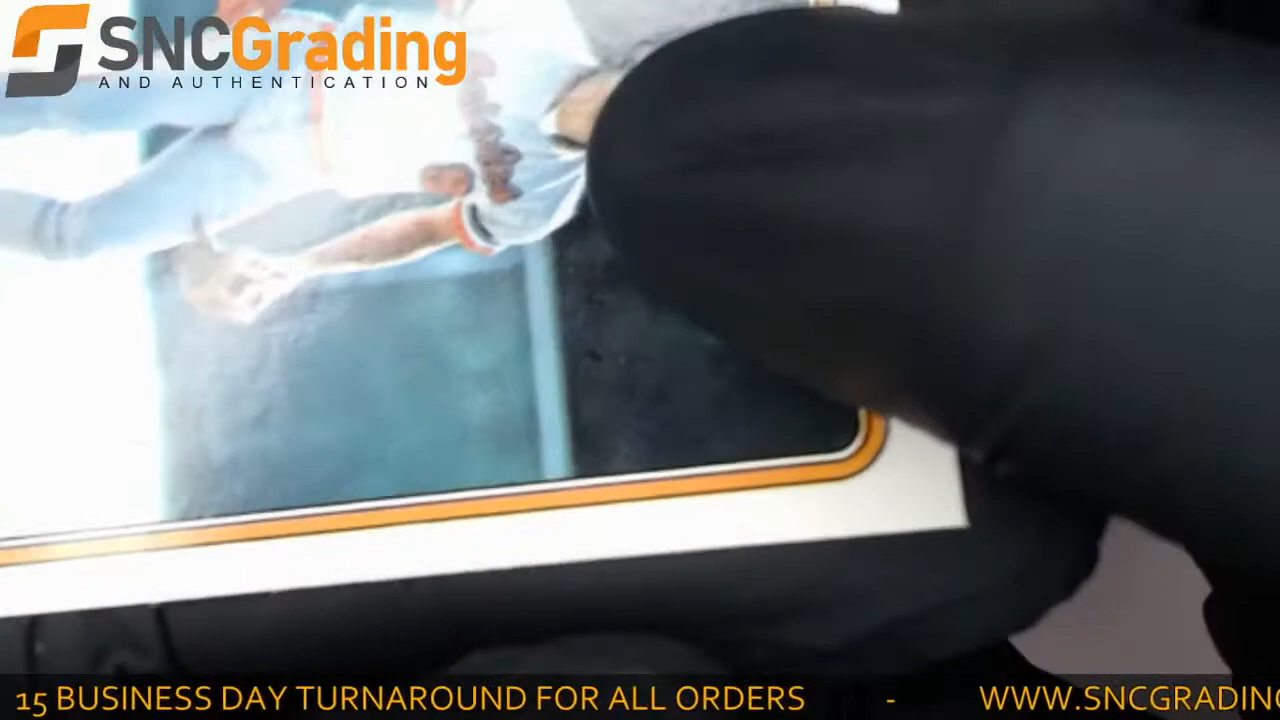 SNCGrading
AND AUTHENTICATION
15 BUSINESS DAY TURNAROUND FOR ALL ORDERS - WWW.SNCGRADING